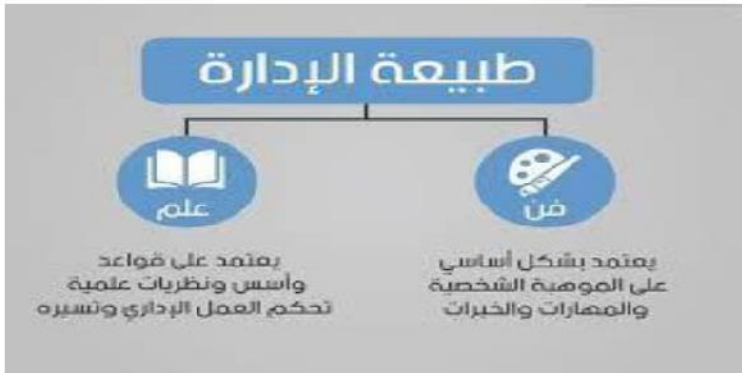 طبيعة الإدارة
فن
يعتمد بشكل أساسي
على الموهبة الشخصية
والمهارات والخبرات
علم
يعتمد على قواعد
وأسس ونظريات علمية
تحكم العمل الإداري وتسيره